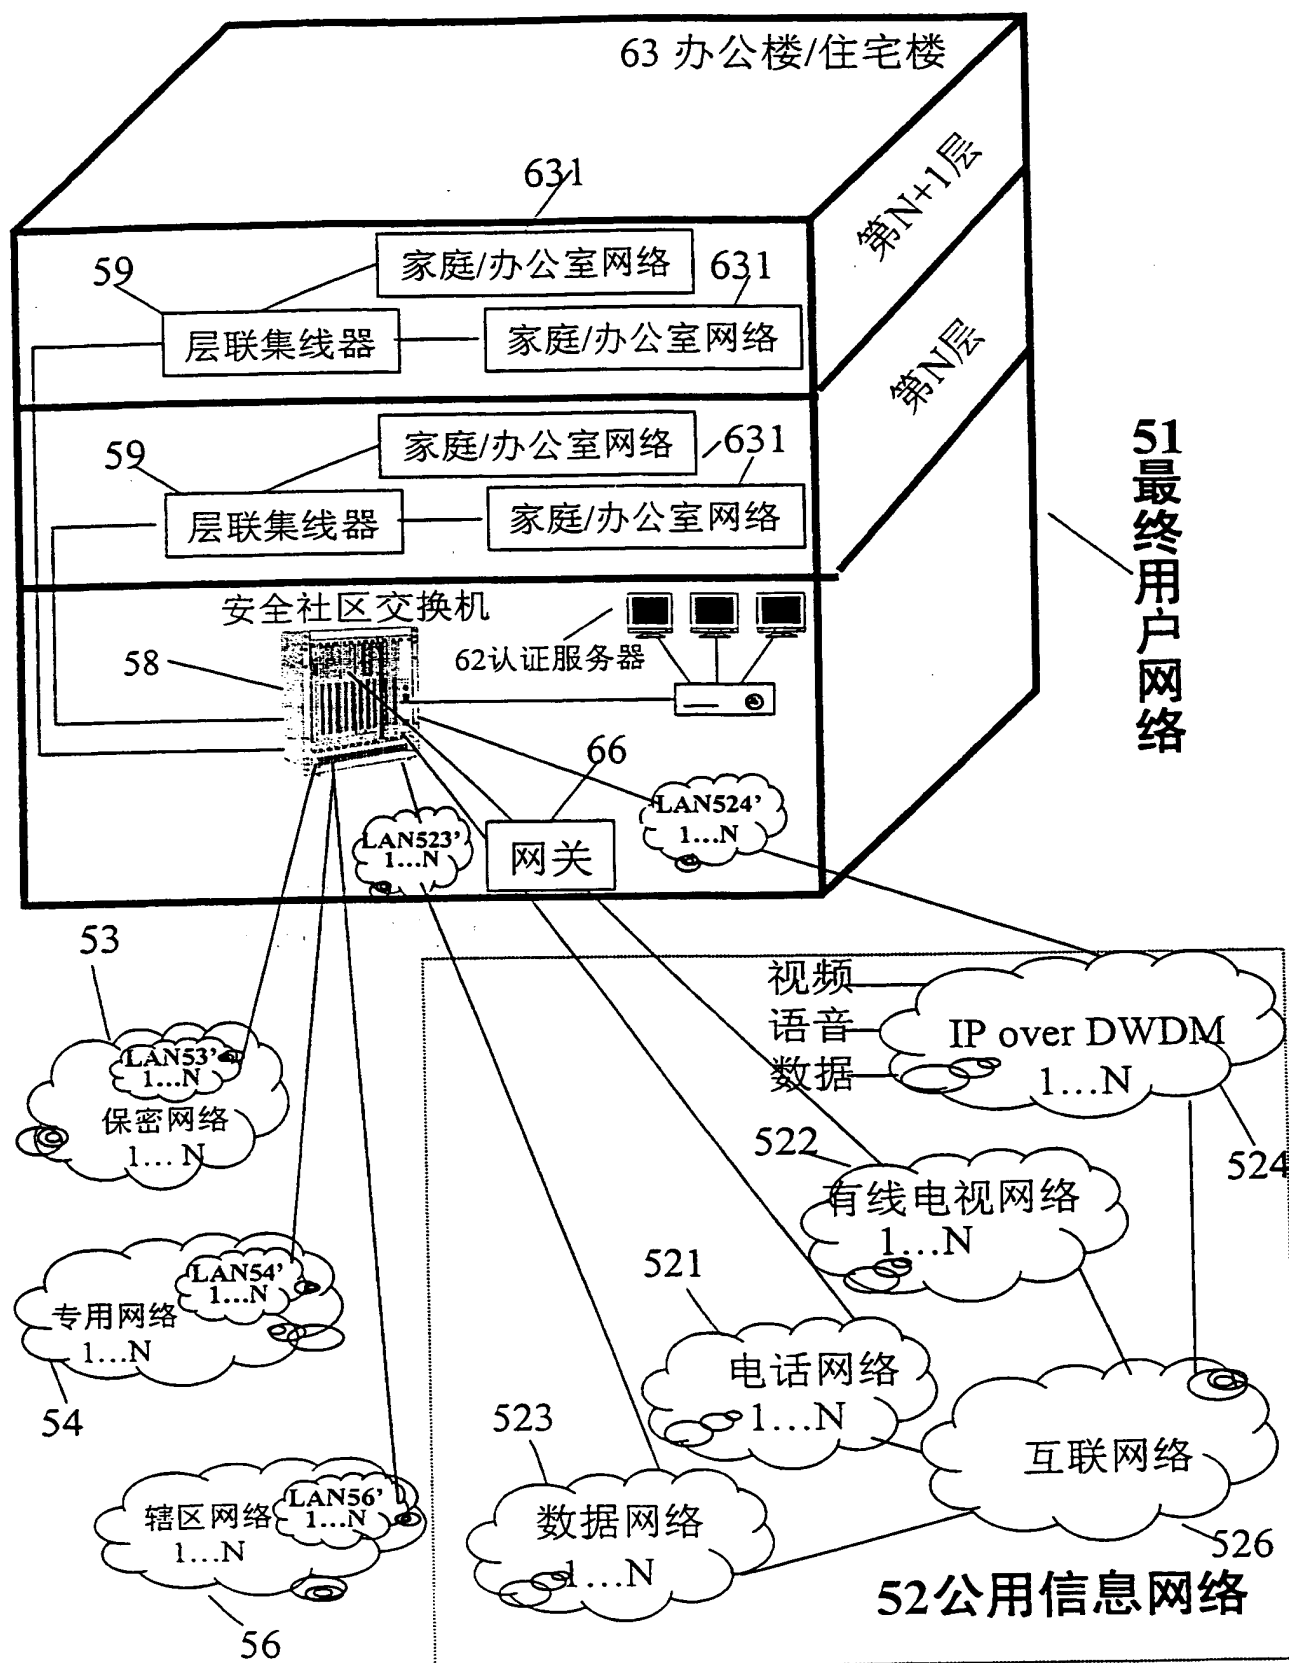 63 办公楼/住宅楼
第N+1层
631
家庭/办公室网络
631
59
层联集线器
家庭/办公室网络
第N层
家庭/办公室网络
631
59
层联集线器
家庭/办公室网络
51最终用户网络
安全社区交换机
58
62认证服务器
66
LAN524'
1...N
LAN523'
1...N
网关
53
视频
语音
数据
IP over DWDM
1...N
LAN53'
1...N
保密网络
1... N
522
524
有线电视网络
1...N
LAN54'
1...N
专用网络
1...N
521
电话网络
1...N
54
523
互联网络
LAN56'
1...N
辖区网络
1...N
数据网络
1...N
526
52公用信息网络
56